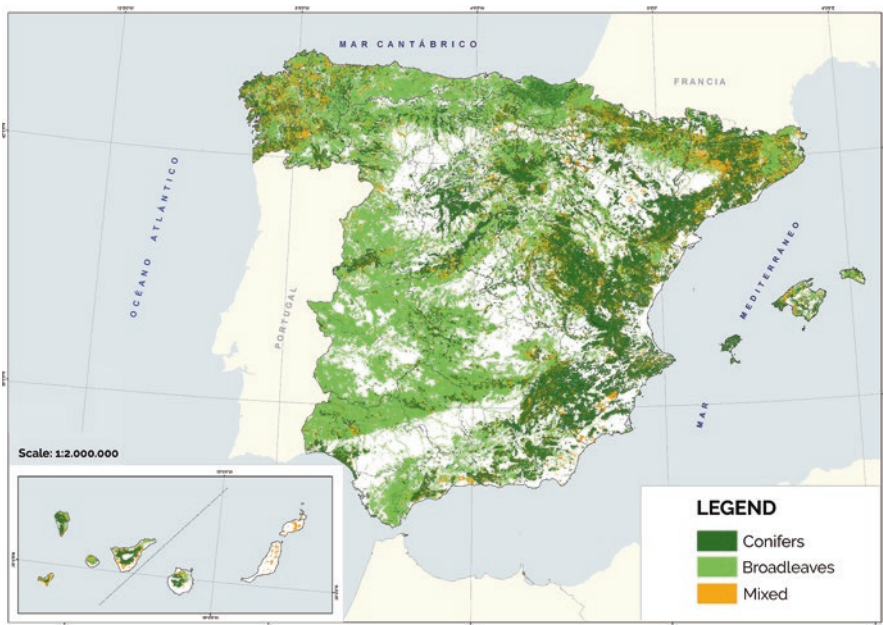 MAR CANTÁBRICO
FRANCIA
OCÉANO ATLÁNTICO
PORTUGAL
MAR MEDITERRÁNEO
Scale: 1:2.000.000
LEGEND
Conifers
Broadleaves
Mixed